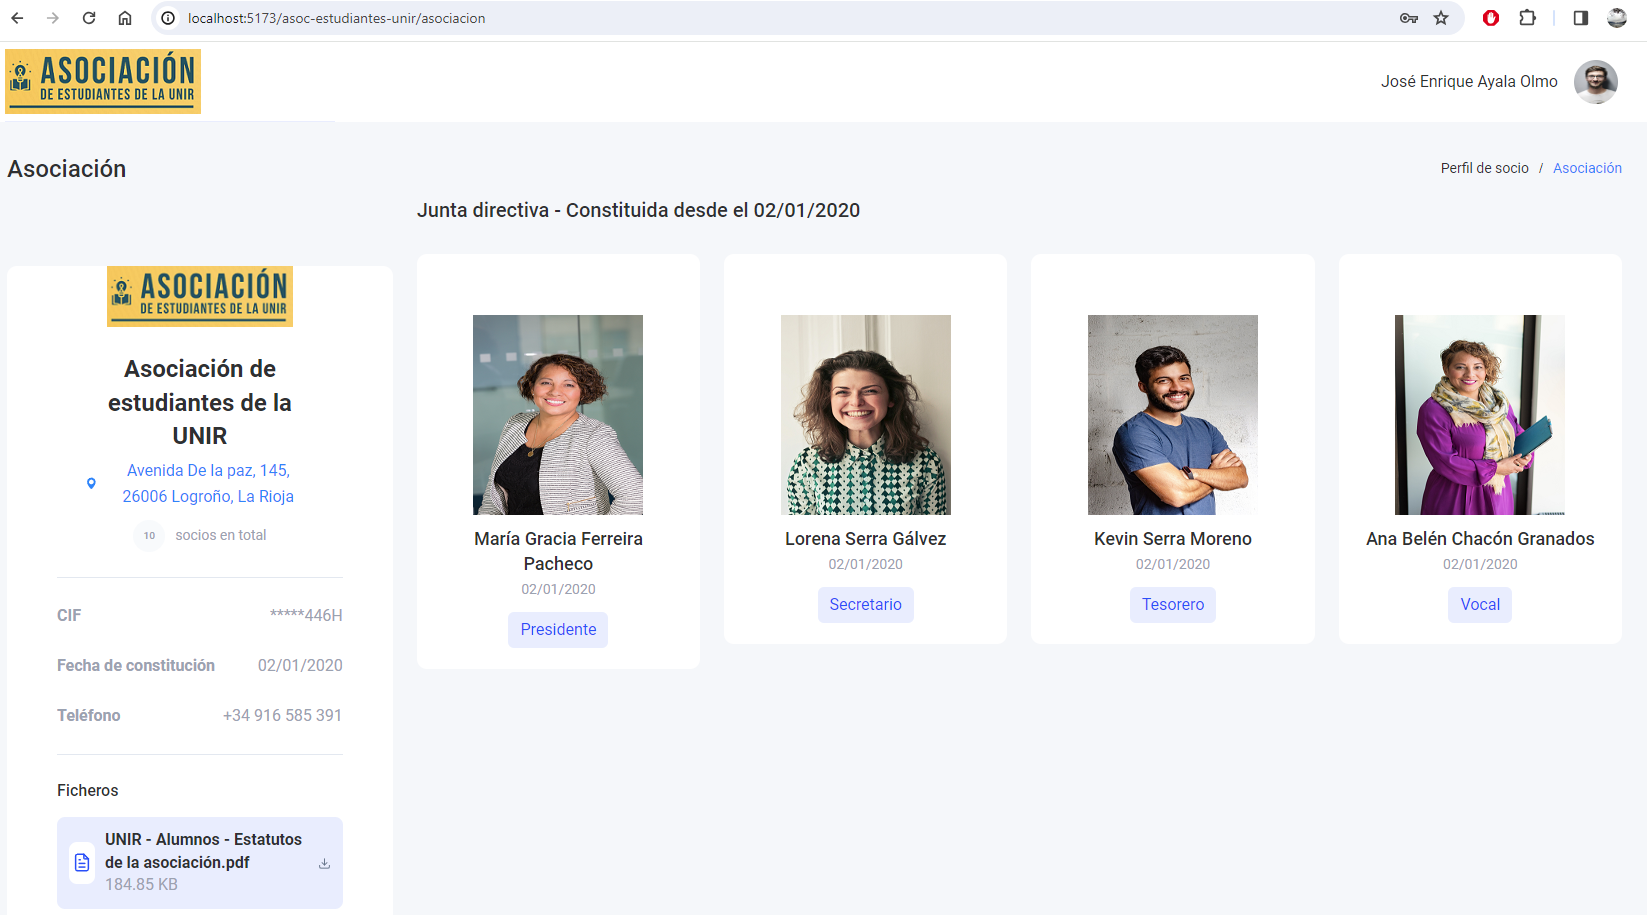 localhost:5173/asoc-estudiantes-unir/asociacion
ASOCIACIÓN
DE ESTUDIANTES DE LA UNIR
José Enrique Ayala Olmo
Asociación
Perfil de socio / Asociación
Junta directiva - Constituida desde el 02/01/2020
ASOCIACIÓN
DE ESTUDIANTES DE LA UNIR
Asociación de
estudiantes de la
UNIR
Avenida De la paz, 145,
26006 Logroño, La Rioja
10 socios en total
CIF *****446H
Fecha de constitución 02/01/2020
Teléfono +34 916 585 391
Ficheros
UNIR - Alumnos - Estatutos
de la asociación.pdf
184.85 KB
María Gracia Ferreira
Pacheco
02/01/2020
Presidente
Lorena Serra Gálvez
02/01/2020
Secretario
Kevin Serra Moreno
02/01/2020
Tesorero
Ana Belén Chacón Granados
02/01/2020
Vocal